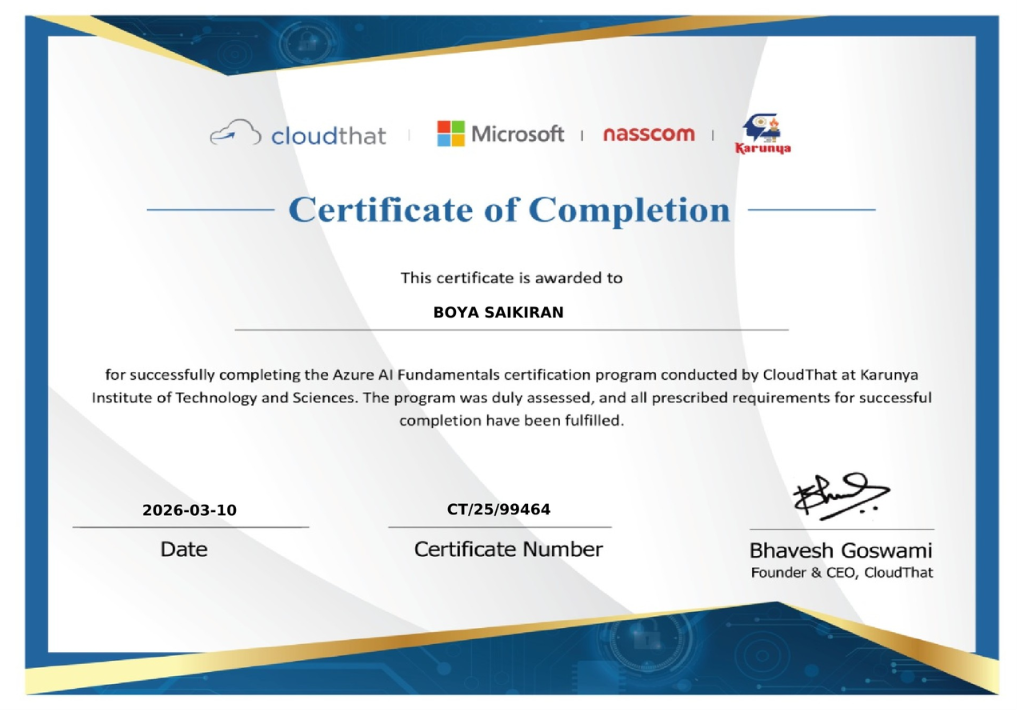 cloudthat | Microsoft | nasscom | Karunya
Certificate of Completion
This certificate is awarded to
BOYA SAIKIRAN
for successfully completing the Azure AI Fundamentals certification program conducted by CloudThat at Karunya
Institute of Technology and Sciences. The program was duly assessed, and all prescribed requirements for successful
completion have been fulfilled.
2026-03-10
Date
CT/25/99464
Certificate Number
Bhavesh Goswami
Founder & CEO, CloudThat